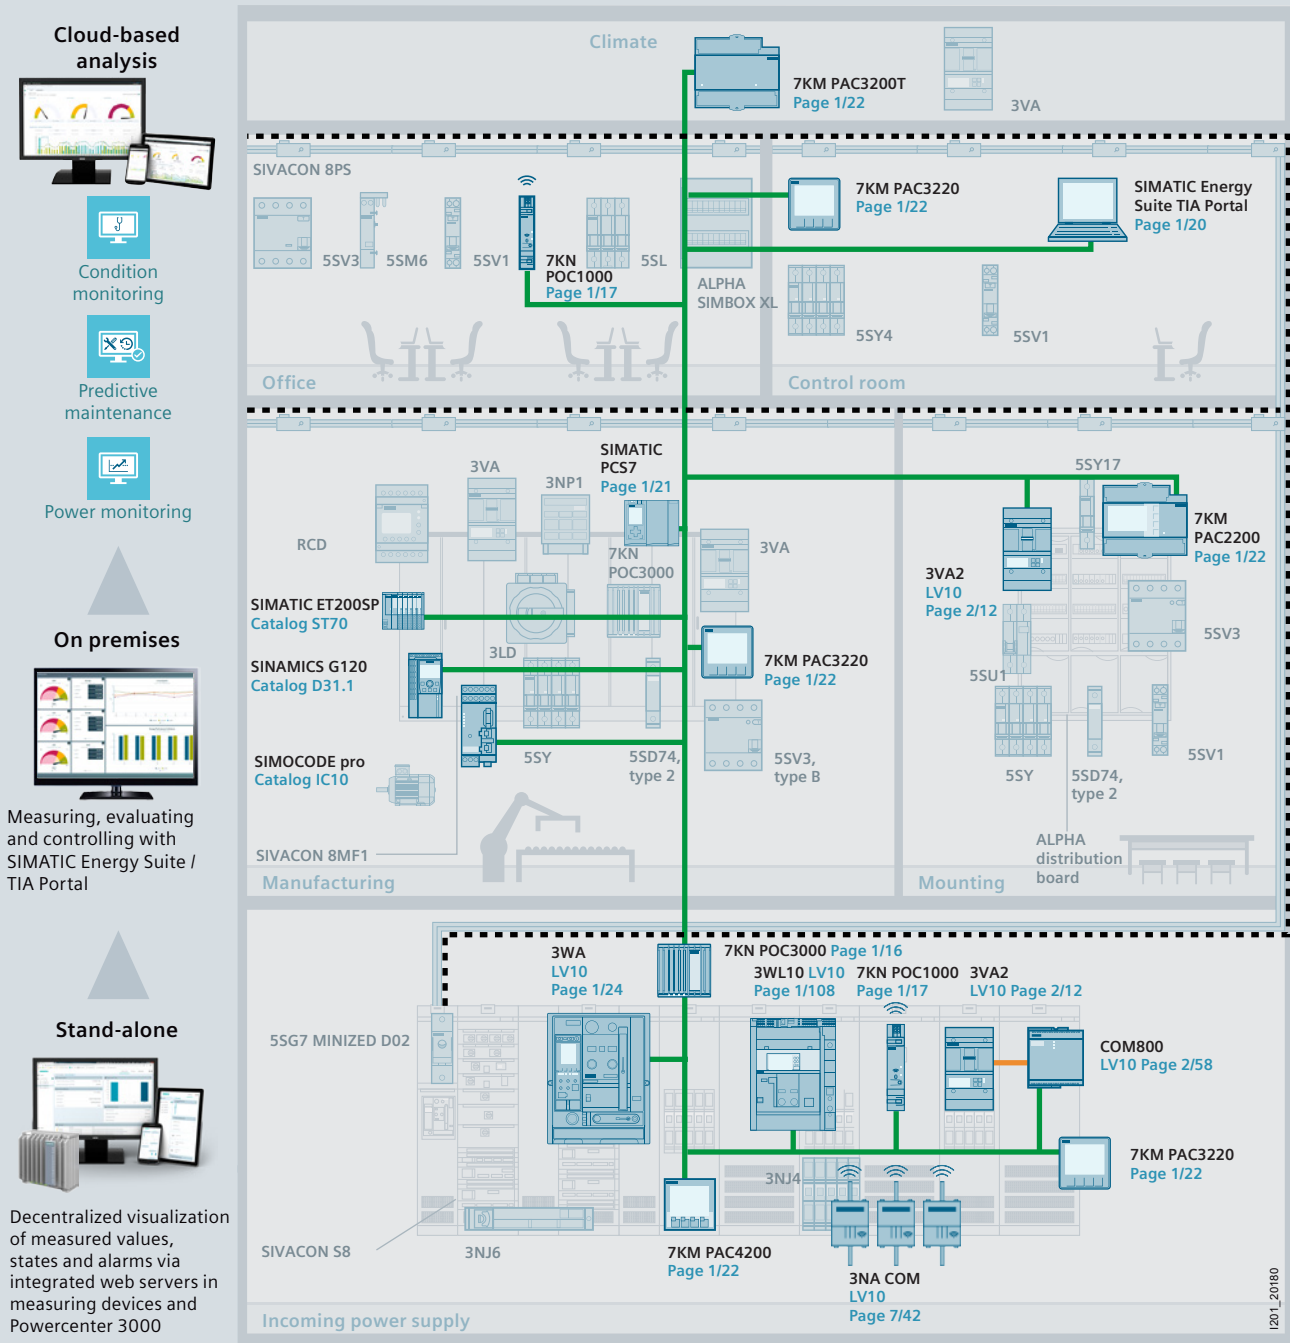 Cloud-based
analysis
Condition
monitoring
Predictive
maintenance
Power monitoring
On premises
Measuring, evaluating
and controlling with
SIMATIC Energy Suite /
TIA Portal
Stand-alone
Decentralized visualization
of measured values,
states and alarms via
integrated web servers in
measuring devices and
Powercenter 3000
Climate
7KM PAC3200T
Page 1/22
3VA
SIVACON 8PS
5SV3
5SM6
5SV1
7KN
POC1000
Page 1/17
5SL
ALPHA
SIMBOX XL
Office
7KM PAC3220
Page 1/22
SIMATIC Energy
Suite TIA Portal
Page 1/20
5SY4
5SV1
Control room
RCD
3VA
3NP1
SIMATIC
PCS7
Page 1/21
7KN
POC3000
3VA
SIMATIC ET200SP
Catalog ST70
3LD
SINAMICS G120
Catalog D31.1
7KM PAC3220
Page 1/22
SIMOCODE pro
Catalog IC10
5SY
5SD74,
type 2
5SV3,
type B
SIVACON 8MF1
Manufacturing
5SY17
7KM
PAC2200
Page 1/22
3VA2
LV10
Page 2/12
5SV3
5SU1
5SY
5SD74,
type 2
5SV1
ALPHA
distribution
board
Mounting
3WA
LV10
Page 1/24
7KN POC3000 Page 1/16
3WL10 LV10
Page 1/108
7KN POC1000
Page 1/17
3VA2
LV10 Page 2/12
5SG7 MINIZED D02
COM800
LV10 Page 2/58
7KM PAC3220
Page 1/22
3NJ4
SIVACON S8
3NJ6
7KM PAC4200
Page 1/22
3NA COM
LV10
Page 7/42
Incoming power supply
I201_20180